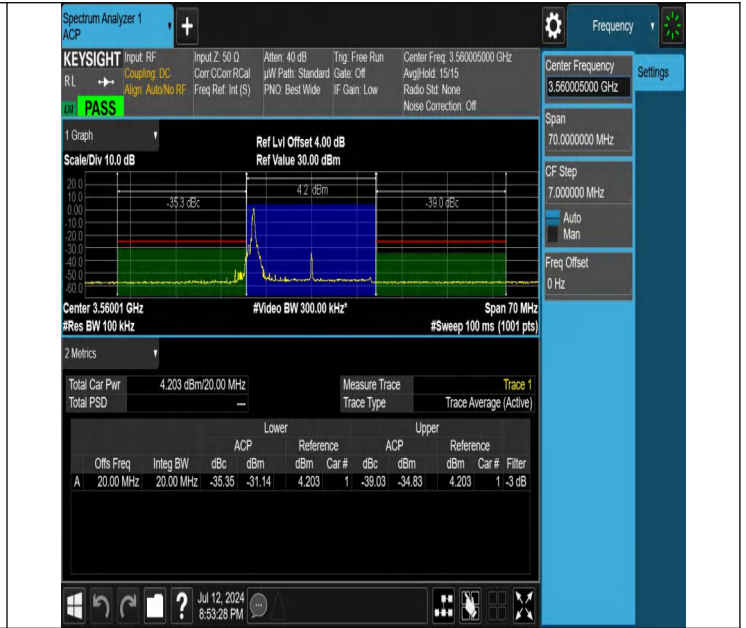 Spectrum Analyzer 1
ACP
Frequency
KEYSIGHT Input: RF Input Z: 50 Ω Atten: 40 dB Trig: Free Run Center Freq: 3.560005000 GHz
RL Coupling: DC Corr CCorr RCal µW Path: Standard Gate: Off Avg|Hold: 15/15
Align: Auto/No RF Freq Ref: Int (S) PNO: Best Wide IF Gain: Low Radio Std: None
PASS Noise Correction: Off
Center Frequency
3.560005000 GHz
Settings
Span
70.0000000 MHz
CF Step
7.000000 MHz
Auto
Man
Freq Offset
0 Hz
1 Graph
Ref Lvl Offset 4.00 dB
Scale/Div 10.0 dB Ref Value 30.00 dBm
20.0
10.0
0.00
-10.0
-20.0
-30.0
-40.0
-50.0
-60.0
-35.3 dBc 4.2 dBm -39.0 dBc
Center 3.56001 GHz #Video BW 300.00 kHz* Span 70 MHz
#Res BW 100 kHz #Sweep 100 ms (1001 pts)
2 Metrics
Total Car Pwr 4.203 dBm/20.00 MHz Measure Trace Trace 1
Total PSD --- Trace Type Trace Average (Active)
Lower Upper
ACP Reference ACP Reference
Offs Freq Integ BW dBc dBm dBm Car # dBc dBm dBm Car # Filter
A 20.00 MHz 20.00 MHz -35.35 -31.14 4.203 1 -39.03 -34.83 4.203 1 -3 dB
Jul 12, 2024
8:53:28 PM